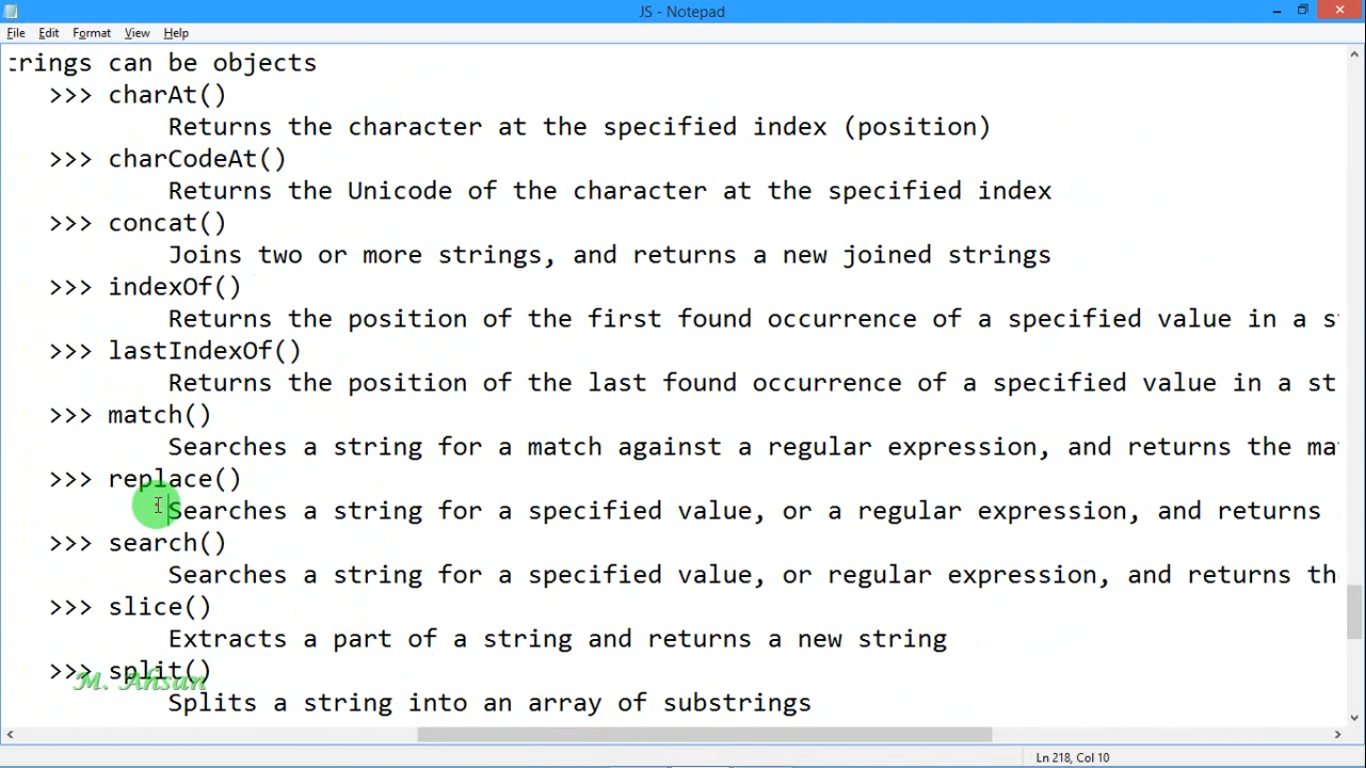 JS - Notepad
File Edit Format View Help
rings can be objects
>>> charAt()
Returns the character at the specified index (position)
>>> charCodeAt()
Returns the Unicode of the character at the specified index
>>> concat()
Joins two or more strings, and returns a new joined strings
>>> indexOf()
Returns the position of the first found occurrence of a specified value in a s
>>> lastIndexOf()
Returns the position of the last found occurrence of a specified value in a st
>>> match()
Searches a string for a match against a regular expression, and returns the ma
>>> replace()
Searches a string for a specified value, or a regular expression, and returns
>>> search()
Searches a string for a specified value, or regular expression, and returns th
>>> slice()
Extracts a part of a string and returns a new string
>>> split()
M. Ahsan
Splits a string into an array of substrings
Ln 218, Col 10